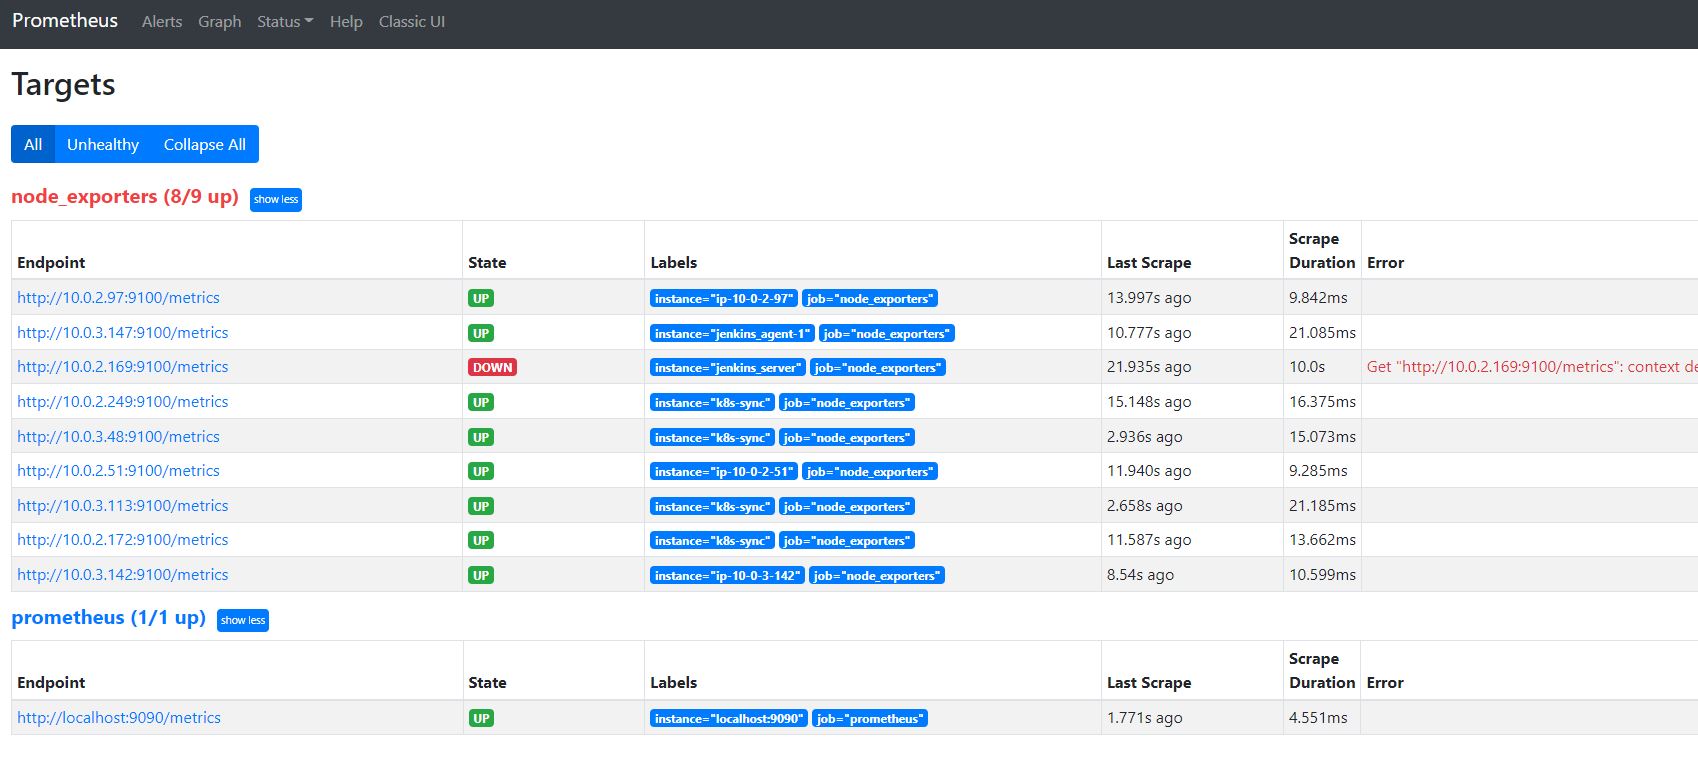 Prometheus Alerts Graph Status Help Classic UI
Targets
All Unhealthy Collapse All
node_exporters (8/9 up) show less
Endpoint State Labels Last Scrape Scrape Duration Error
http://10.0.2.97:9100/metrics UP instance="ip-10-0-2-97" job="node_exporters" 13.997s ago 9.842ms
http://10.0.3.147:9100/metrics UP instance="jenkins_agent-1" job="node_exporters" 10.777s ago 21.085ms
http://10.0.2.169:9100/metrics DOWN instance="jenkins_server" job="node_exporters" 21.935s ago 10.0s Get "http://10.0.2.169:9100/metrics": context de
http://10.0.2.249:9100/metrics UP instance="k8s-sync" job="node_exporters" 15.148s ago 16.375ms
http://10.0.3.48:9100/metrics UP instance="k8s-sync" job="node_exporters" 2.936s ago 15.073ms
http://10.0.2.51:9100/metrics UP instance="ip-10-0-2-51" job="node_exporters" 11.940s ago 9.285ms
http://10.0.3.113:9100/metrics UP instance="k8s-sync" job="node_exporters" 2.658s ago 21.185ms
http://10.0.2.172:9100/metrics UP instance="k8s-sync" job="node_exporters" 11.587s ago 13.662ms
http://10.0.3.142:9100/metrics UP instance="ip-10-0-3-142" job="node_exporters" 8.54s ago 10.599ms
prometheus (1/1 up) show less
Endpoint State Labels Last Scrape Scrape Duration Error
http://localhost:9090/metrics UP instance="localhost:9090" job="prometheus" 1.771s ago 4.551ms